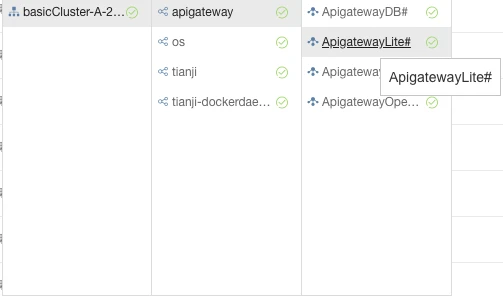 basicCluster-A-2...
apigateway
ApigatewayDB#
os
ApigatewayLite#
tianji
Apigateway
ApigatewayLite#
tianji-dockerdae...
ApigatewayOpe...